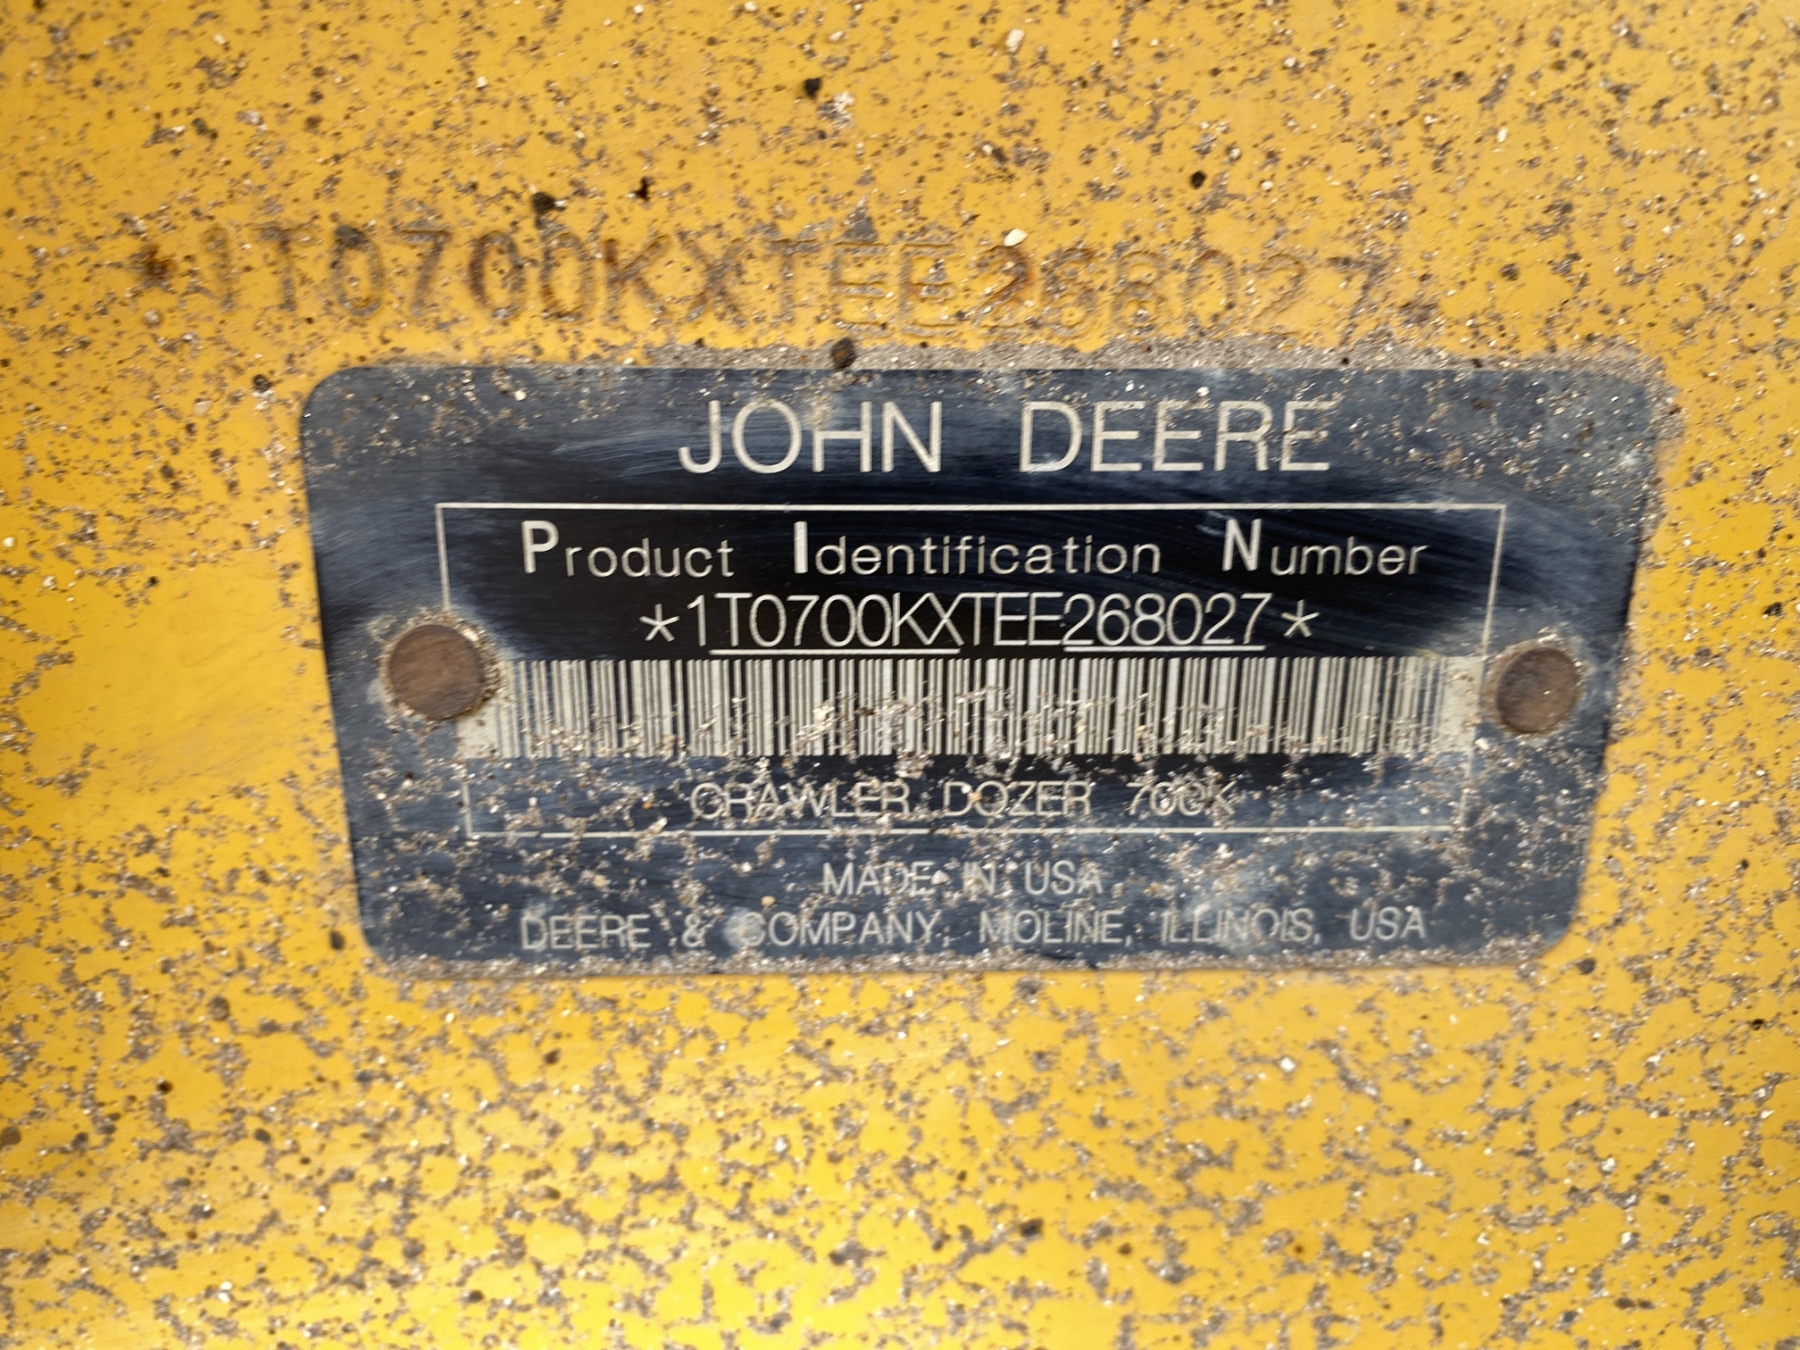 *1T0700KXTEE268027*
JOHN DEERE
Product Identification Number
*1T0700KXTEE268027*
CRAWLER DOZER 700K
MADE IN USA
DEERE & COMPANY, MOLINE, ILLINOIS, USA